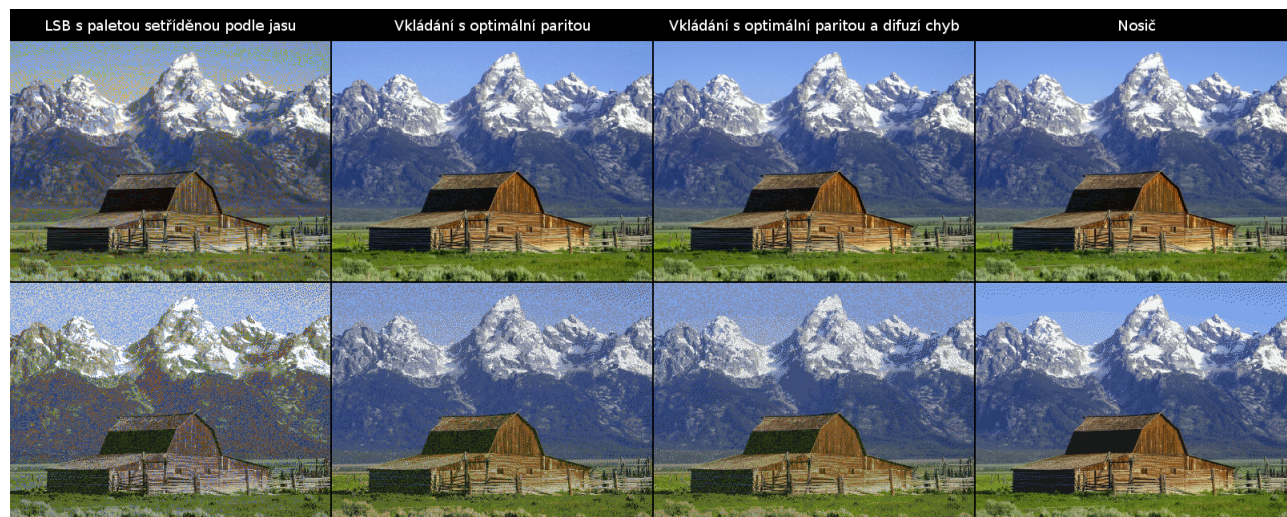 LSB s paletou setříděnou podle jasu
Vkládání s optimální paritou
Vkládání s optimální paritou a difuzí chyb
Nosič